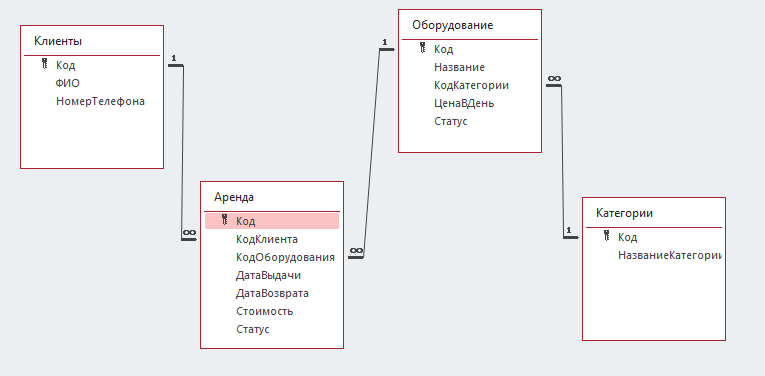 Клиенты
Код
ФИО
НомерТелефона
1
∞
Аренда
Код
КодКлиента
КодОборудования
ДатаВыдачи
ДатаВозврата
Стоимость
Статус
∞
1
Оборудование
Код
Название
КодКатегории
ЦенаВДень
Статус
∞
1
Категории
Код
НазваниеКатегории